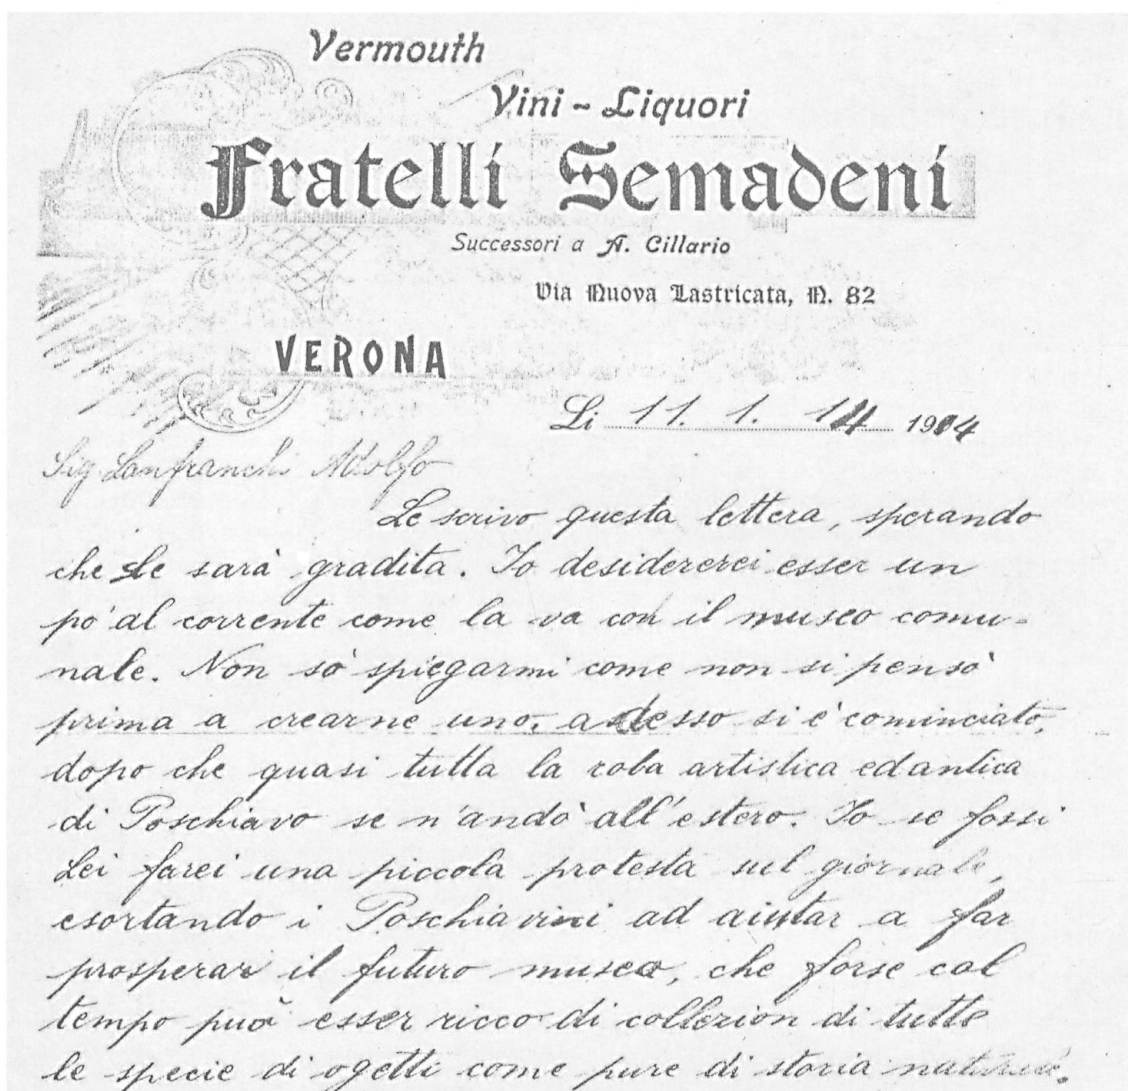 Vermouth
Vini - Liquori
Fratelli Semadeni
Successori a A. Cillario
Via Nuova Lastricata, N. 82
VERONA
Li 11. 1. 14 1914
Sig. Lanfranchi Adolfo
Le scrivo questa lettera, sperando
che Le sarà gradita. Io desidererei esser un
po' al corrente come la va con il museo comu-
nale. Non sò spiegarmi come non si pensò
prima a crearne uno, adesso si è cominciato,
dopo che quasi tutta la roba artistica ed antica
di Poschiavo se n'andò all'estero. Io se fossi
Lei farei una piccola protesta sul giornale,
esortando i Poschiavini ad aiutar a far
prosperar il futuro museo, che forse col
tempo può esser ricco di collezion di tutte
le specie di ogetti come pure di storia naturale.